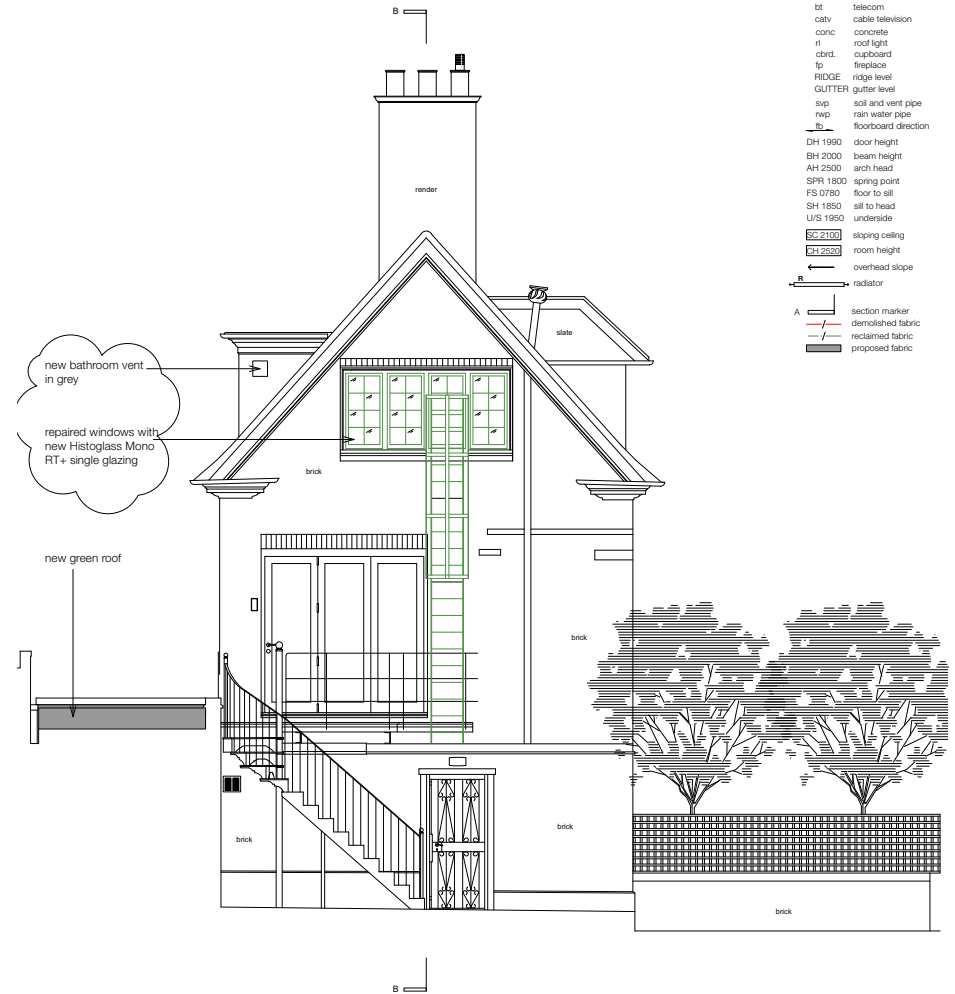 B
bt telecom
catv cable television
conc concrete
rl roof light
cbrd. cupboard
fp fireplace
RIDGE ridge level
GUTTER gutter level
svp soil and vent pipe
rwp rain water pipe
fb floorboard direction
DH 1990 door height
BH 2000 beam height
AH 2500 arch head
SPR 1800 spring point
FS 0780 floor to sill
SH 1850 sill to head
U/S 1950 underside
SC 2100 sloping ceiling
CH 2520 room height
overhead slope
R radiator
A section marker
demolished fabric
reclaimed fabric
proposed fabric
render
slate
new bathroom vent
in grey
repaired windows with
new Histoglass Mono
RT+ single glazing
brick
new green roof
brick
brick
brick
brick
B